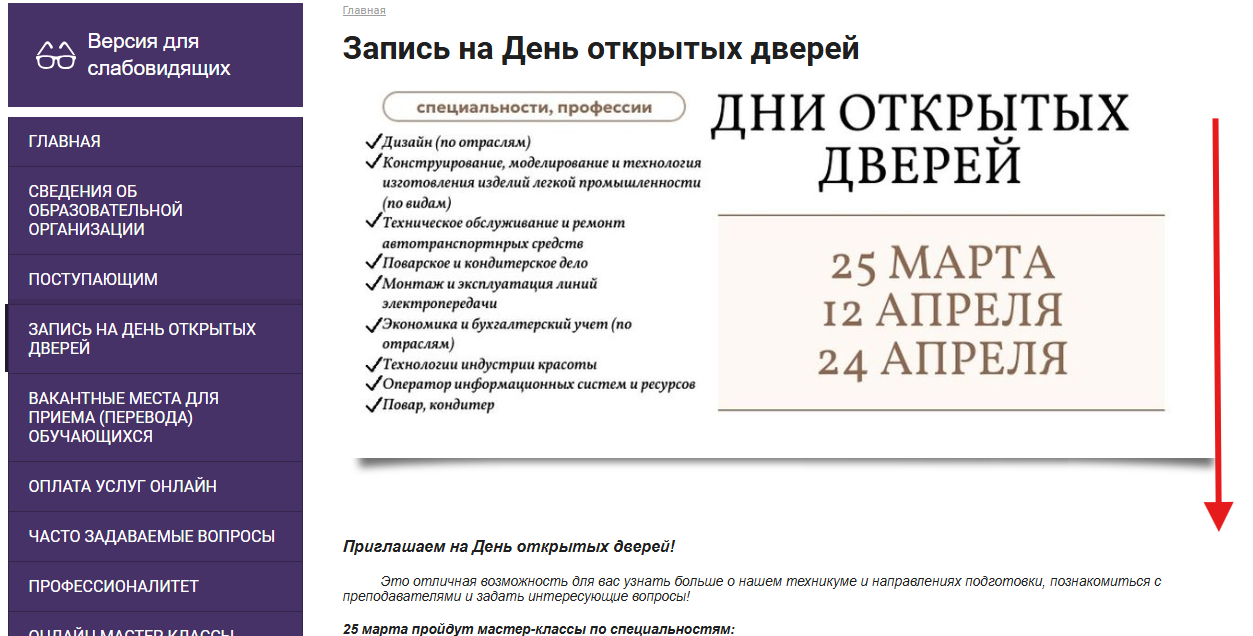 Версия для
слабовидящих
ГЛАВНАЯ
СВЕДЕНИЯ ОБ
ОБРАЗОВАТЕЛЬНОЙ
ОРГАНИЗАЦИИ
ПОСТУПАЮЩИМ
ЗАПИСЬ НА ДЕНЬ ОТКРЫТЫХ
ДВЕРЕЙ
ВАКАНТНЫЕ МЕСТА ДЛЯ
ПРИЕМА (ПЕРЕВОДА)
ОБУЧАЮЩИХСЯ
ОПЛАТА УСЛУГ ОНЛАЙН
ЧАСТО ЗАДАВАЕМЫЕ ВОПРОСЫ
ПРОФЕССИОНАЛИТЕТ
ОНЛАЙН МАСТЕР КЛАССЫ
Главная
Запись на День открытых дверей
специальности, профессии
Дизайн (по отраслям)
Конструирование, моделирование и технология
изготовления изделий легкой промышленности
(по видам)
Техническое обслуживание и ремонт
автотранспортнрых средств
Поварское и кондитерское дело
Монтаж и эксплуатация линий
электропередачи
Экономика и бухгалтерский учет (по
отраслям)
Технологии индустрии красоты
Оператор информационных систем и ресурсов
Повар, кондитер
ДНИ ОТКРЫТЫХ
ДВЕРЕЙ
25 МАРТА
12 АПРЕЛЯ
24 АПРЕЛЯ
Приглашаем на День открытых дверей!
Это отличная возможность для вас узнать больше о нашем техникуме и направлениях подготовки, познакомиться с
преподавателями и задать интересующие вопросы!
25 марта пройдут мастер-классы по специальностям: